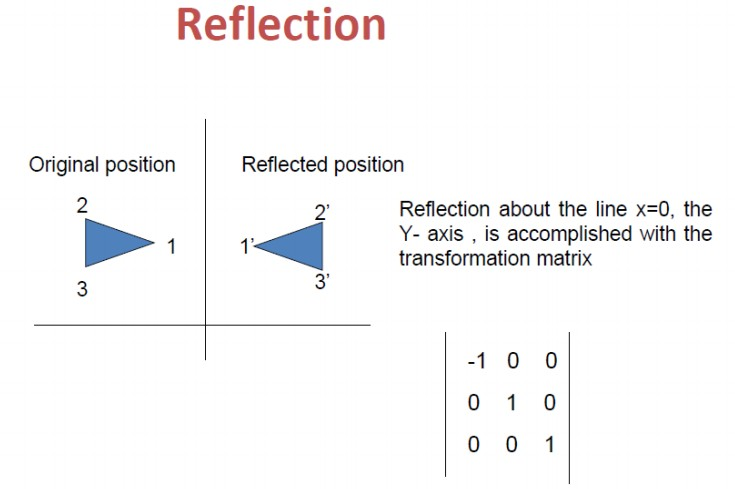 Reflection
Original position
Reflected position
2
1
3
2'
1'
3'
Reflection about the line x=0, the
Y- axis , is accomplished with the
transformation matrix
-1 0 0
0 1 0
0 0 1